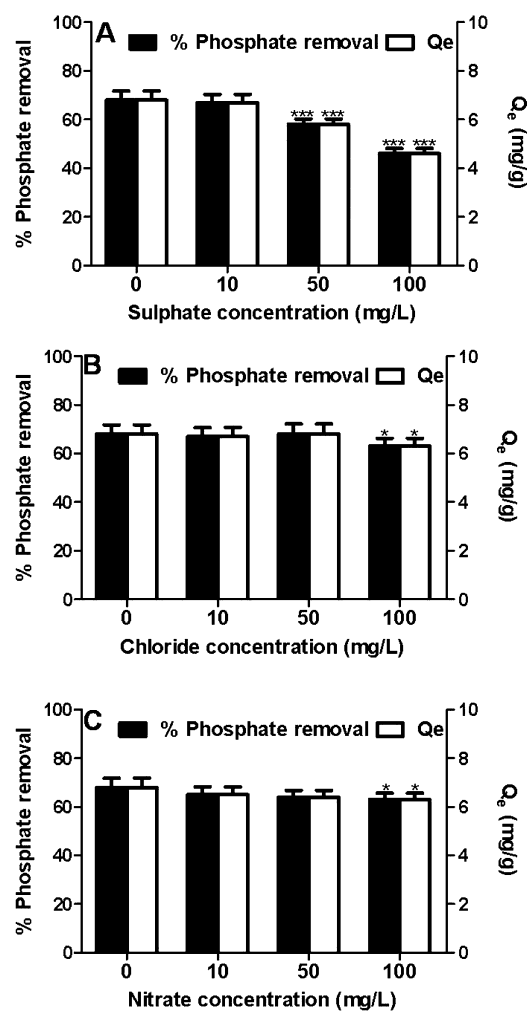 A
% Phosphate removal Qe
% Phosphate removal
100
80
60
40
20
0
*** ***
*** ***
10
8
6
4
2
0
Qe (mg/g)
0 10 50 100
Sulphate concentration (mg/L)
B
% Phosphate removal Qe
% Phosphate removal
100
80
60
40
20
0
* *
10
8
6
4
2
0
Qe (mg/g)
0 10 50 100
Chloride concentration (mg/L)
C
% Phosphate removal Qe
% Phosphate removal
100
80
60
40
20
0
* *
10
8
6
4
2
0
Qe (mg/g)
0 10 50 100
Nitrate concentration (mg/L)